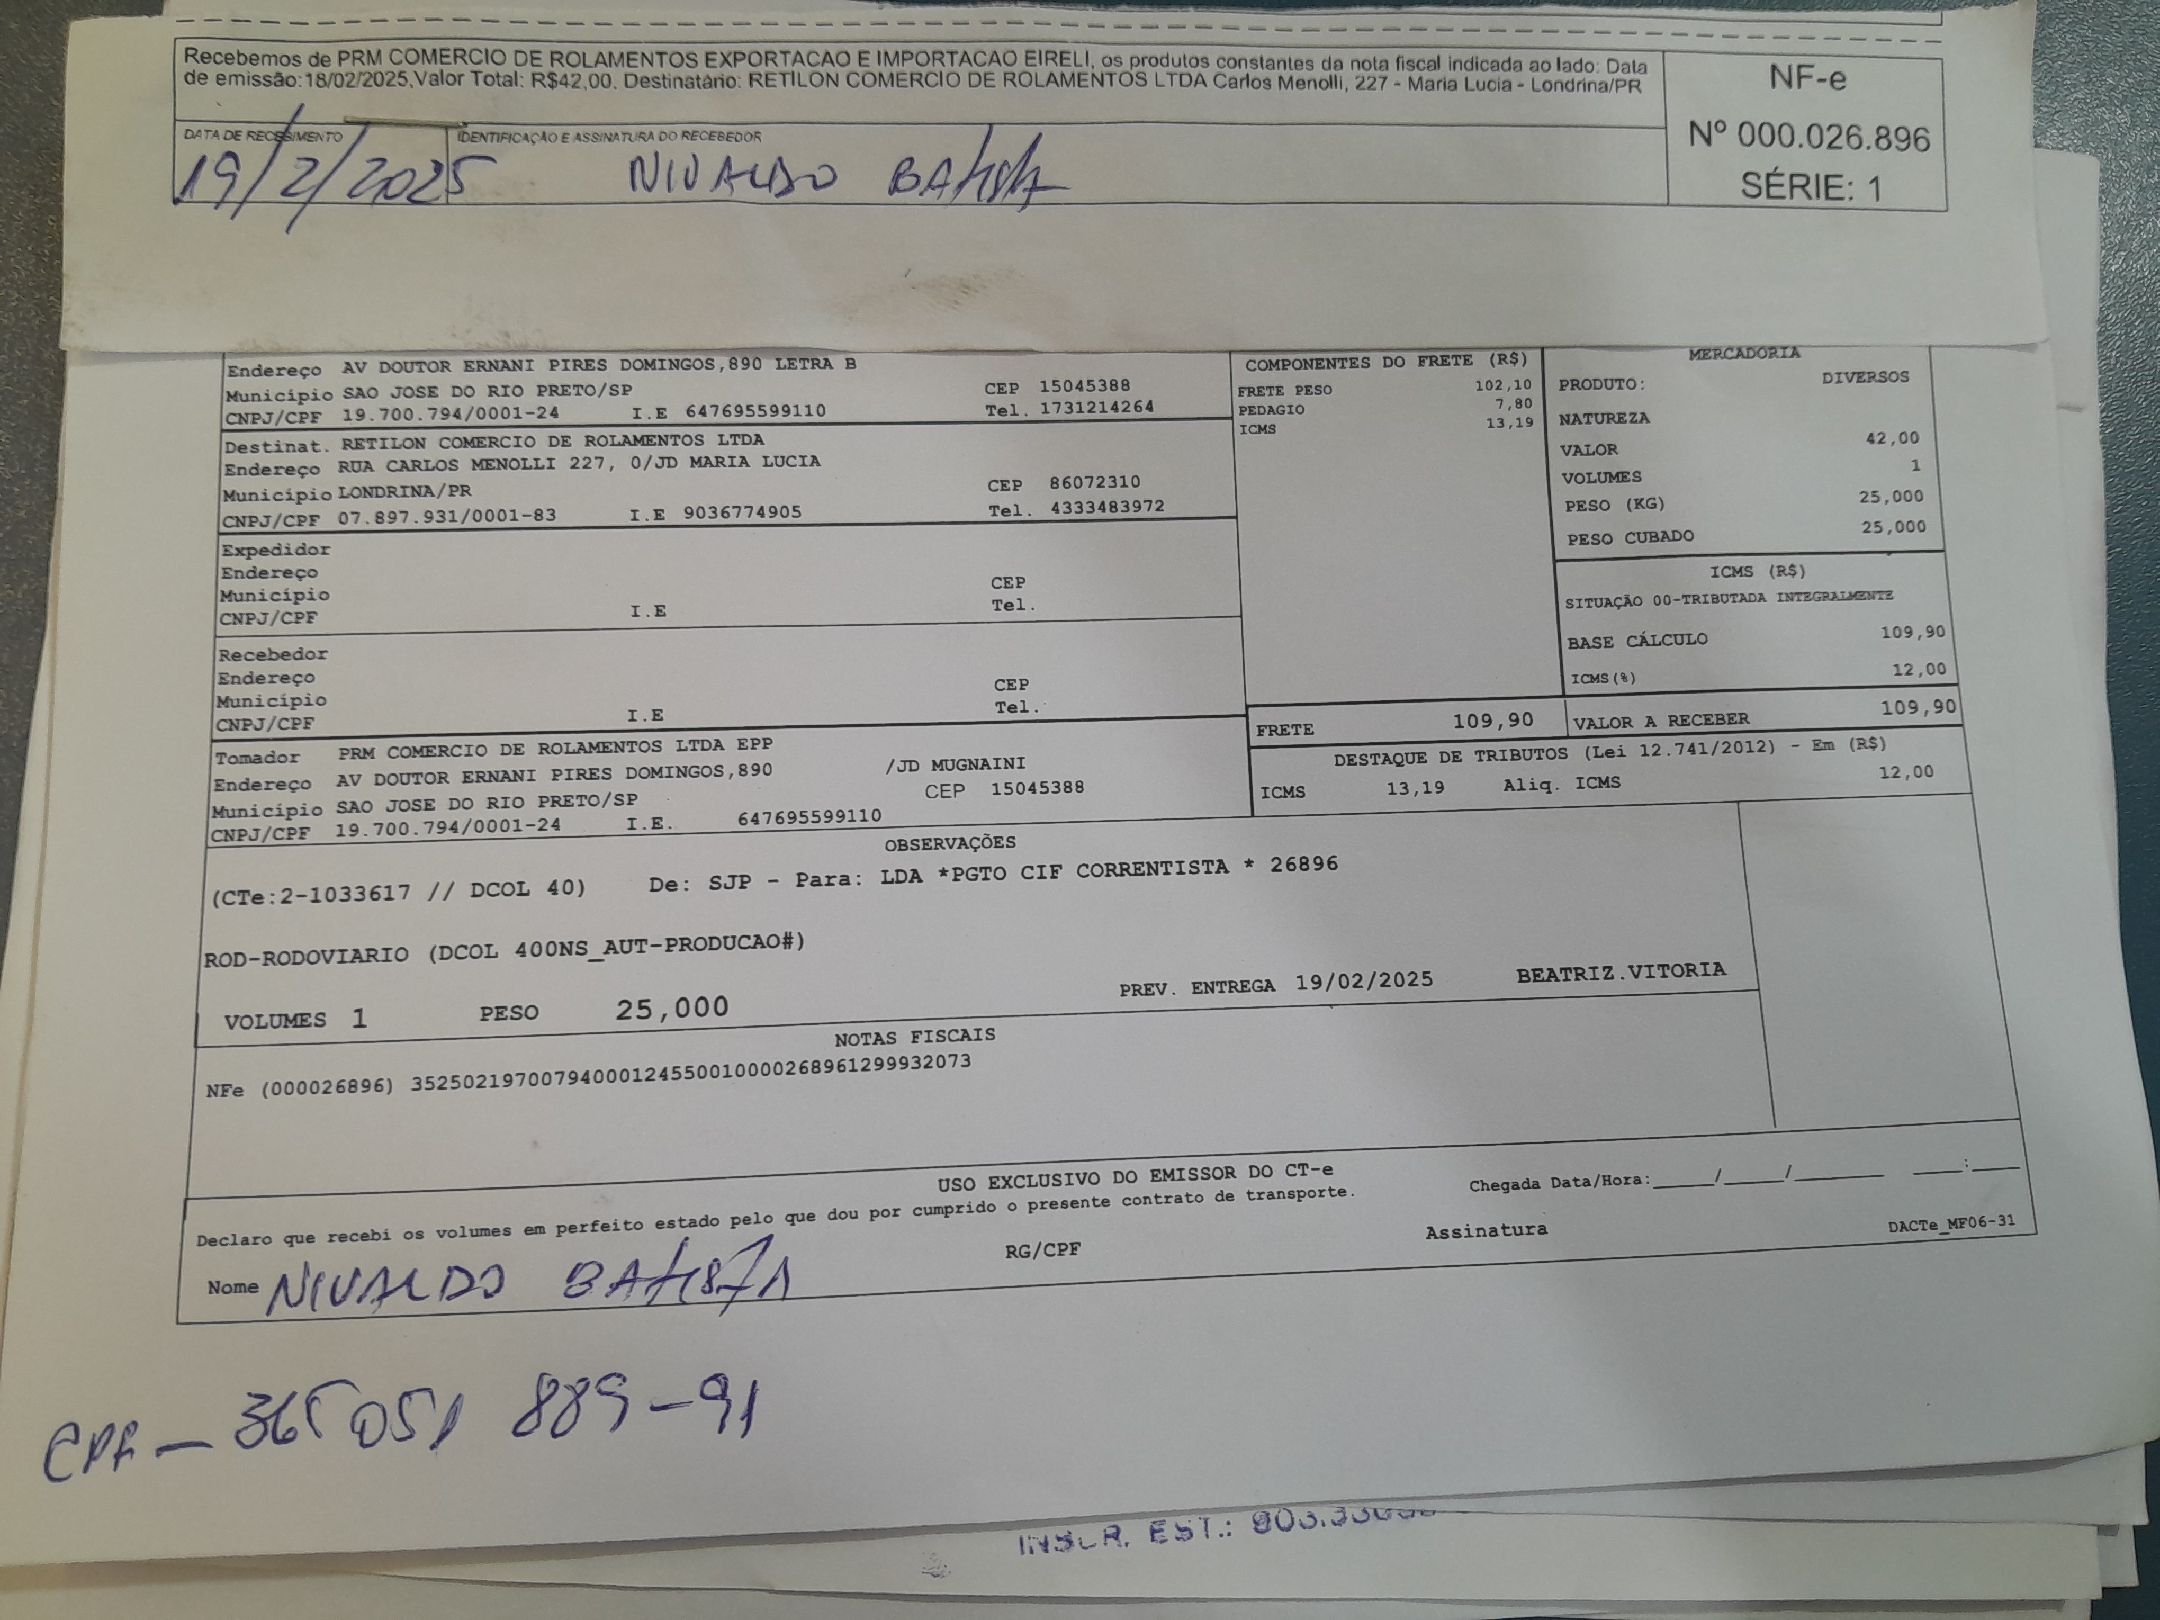 Recebemos de PRM COMERCIO DE ROLAMENTOS EXPORTACAO E IMPORTACAO EIRELI, os produtos constantes da nota fiscal indicada ao lado: Data
de emissão:18/02/2025,Valor Total: R$42,00. Destinatário: RETILON COMERCIO DE ROLAMENTOS LTDA Carlos Menolli, 227 - Maria Lucia - Londrina/PR
NF-e
Nº 000.026.896
SÉRIE: 1
DATA DE RECEBIMENTO
IDENTIFICAÇÃO E ASSINATURA DO RECEBEDOR
19/2/2025 NIVALDO BATISTA
Endereço AV DOUTOR ERNANI PIRES DOMINGOS,890 LETRA B
Município SAO JOSE DO RIO PRETO/SP CEP 15045388
CNPJ/CPF 19.700.794/0001-24 I.E 647695599110 Tel. 1731214264
Destinat. RETILON COMERCIO DE ROLAMENTOS LTDA
Endereço RUA CARLOS MENOLLI 227, 0/JD MARIA LUCIA
Município LONDRINA/PR CEP 86072310
CNPJ/CPF 07.897.931/0001-83 I.E 9036774905 Tel. 4333483972
Expedidor
Endereço
Município CEP
CNPJ/CPF I.E Tel.
Recebedor
Endereço
Município CEP
CNPJ/CPF I.E Tel.
Tomador PRM COMERCIO DE ROLAMENTOS LTDA EPP
Endereço AV DOUTOR ERNANI PIRES DOMINGOS,890 /JD MUGNAINI
Município SAO JOSE DO RIO PRETO/SP CEP 15045388
CNPJ/CPF 19.700.794/0001-24 I.E. 647695599110
COMPONENTES DO FRETE (R$)
FRETE PESO 102,10
PEDAGIO 7,80
ICMS 13,19
MERCADORIA
PRODUTO: DIVERSOS
NATUREZA
VALOR 42,00
VOLUMES 1
PESO (KG) 25,000
PESO CUBADO 25,000
ICMS (R$)
SITUAÇÃO 00-TRIBUTADA INTEGRALMENTE
BASE CÁLCULO 109,90
ICMS(%) 12,00
FRETE 109,90 VALOR A RECEBER 109,90
DESTAQUE DE TRIBUTOS (Lei 12.741/2012) - Em (R$)
ICMS 13,19 Aliq. ICMS 12,00
OBSERVAÇÕES
(CTe:2-1033617 // DCOL 40) De: SJP - Para: LDA *PGTO CIF CORRENTISTA * 26896
ROD-RODOVIARIO (DCOL 400NS_AUT-PRODUCAO#)
VOLUMES 1 PESO 25,000 PREV. ENTREGA 19/02/2025 BEATRIZ.VITORIA
NOTAS FISCAIS
NFe (000026896) 35250219700794000124550010000268961299932073
USO EXCLUSIVO DO EMISSOR DO CT-e
Declaro que recebi os volumes em perfeito estado pelo que dou por cumprido o presente contrato de transporte.
Chegada Data/Hora:_____/_____/_______ ____:____
Nome NIVALDO BATISTA RG/CPF Assinatura
DACTe_MF06-31
CPF - 365 051 889-91
INSCR. EST.: